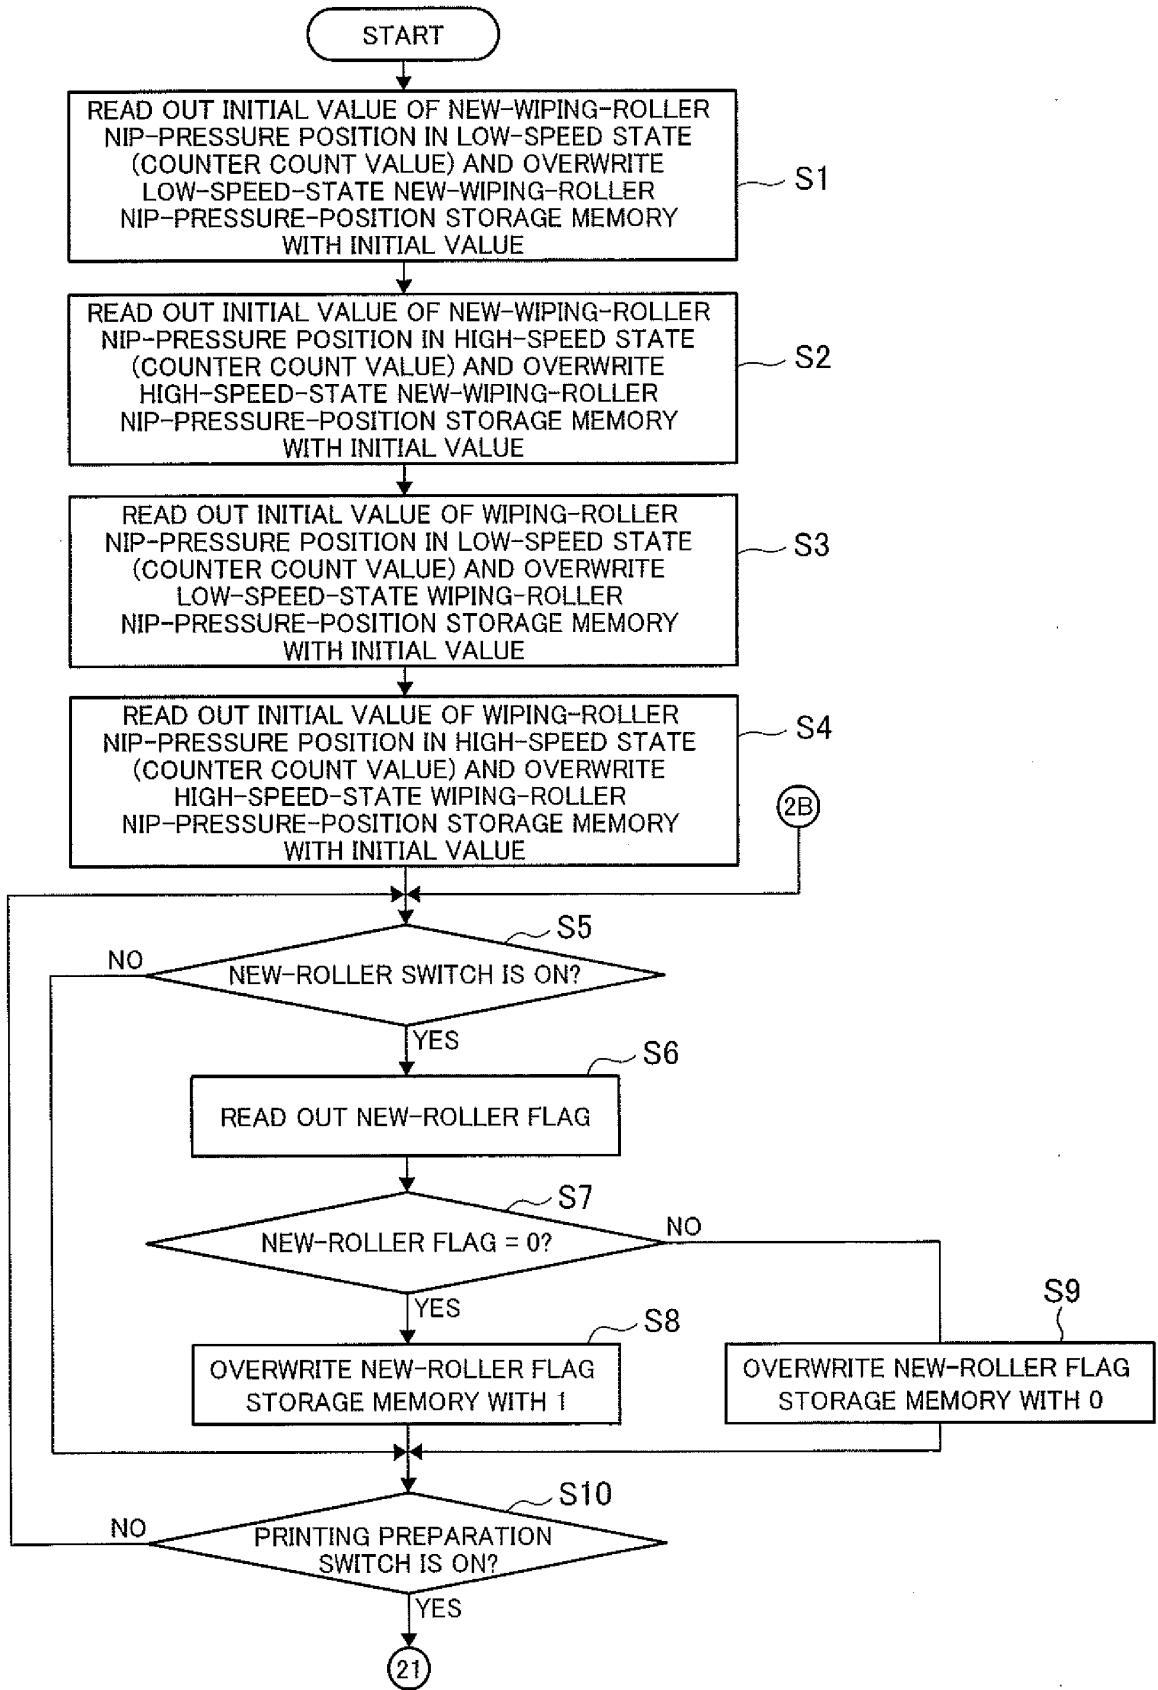 START
READ OUT INITIAL VALUE OF NEW-WIPING-ROLLER
NIP-PRESSURE POSITION IN LOW-SPEED STATE
(COUNTER COUNT VALUE) AND OVERWRITE
LOW-SPEED-STATE NEW-WIPING-ROLLER
NIP-PRESSURE-POSITION STORAGE MEMORY
WITH INITIAL VALUE
S1
READ OUT INITIAL VALUE OF NEW-WIPING-ROLLER
NIP-PRESSURE POSITION IN HIGH-SPEED STATE
(COUNTER COUNT VALUE) AND OVERWRITE
HIGH-SPEED-STATE NEW-WIPING-ROLLER
NIP-PRESSURE-POSITION STORAGE MEMORY
WITH INITIAL VALUE
S2
READ OUT INITIAL VALUE OF WIPING-ROLLER
NIP-PRESSURE POSITION IN LOW-SPEED STATE
(COUNTER COUNT VALUE) AND OVERWRITE
LOW-SPEED-STATE WIPING-ROLLER
NIP-PRESSURE-POSITION STORAGE MEMORY
WITH INITIAL VALUE
S3
READ OUT INITIAL VALUE OF WIPING-ROLLER
NIP-PRESSURE POSITION IN HIGH-SPEED STATE
(COUNTER COUNT VALUE) AND OVERWRITE
HIGH-SPEED-STATE WIPING-ROLLER
NIP-PRESSURE-POSITION STORAGE MEMORY
WITH INITIAL VALUE
S4
2B
S5
NO
NEW-ROLLER SWITCH IS ON?
YES
S6
READ OUT NEW-ROLLER FLAG
S7
NEW-ROLLER FLAG = 0?
NO
YES
S8
OVERWRITE NEW-ROLLER FLAG
STORAGE MEMORY WITH 1
S9
OVERWRITE NEW-ROLLER FLAG
STORAGE MEMORY WITH 0
S10
NO
PRINTING PREPARATION
SWITCH IS ON?
YES
21